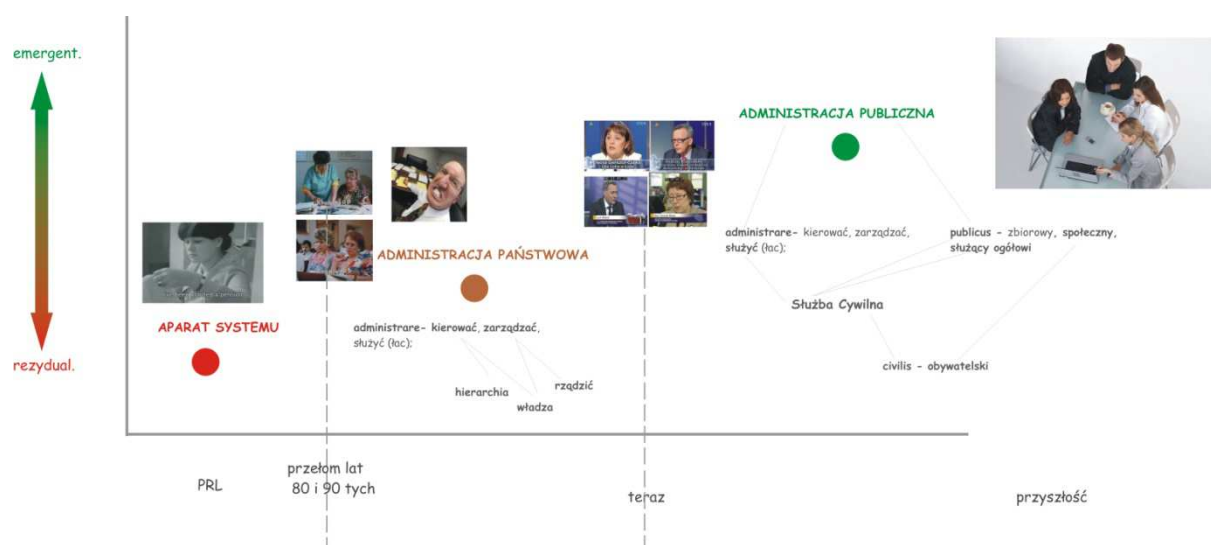 emergent.
rezydual.
APARAT SYSTEMU
ADMINISTRACJA PAŃSTWOWA
administrare- kierować, zarządzać,
służyć (łac);
hierarchia
władza
rządzić
ADMINISTRACJA PUBLICZNA
administrare- kierować, zarządzać,
służyć (łac);
publicus - zbiorowy, społeczny,
służący ogółowi
Służba Cywilna
civilis - obywatelski
PRL
przełom lat
80 i 90 tych
teraz
przyszłość